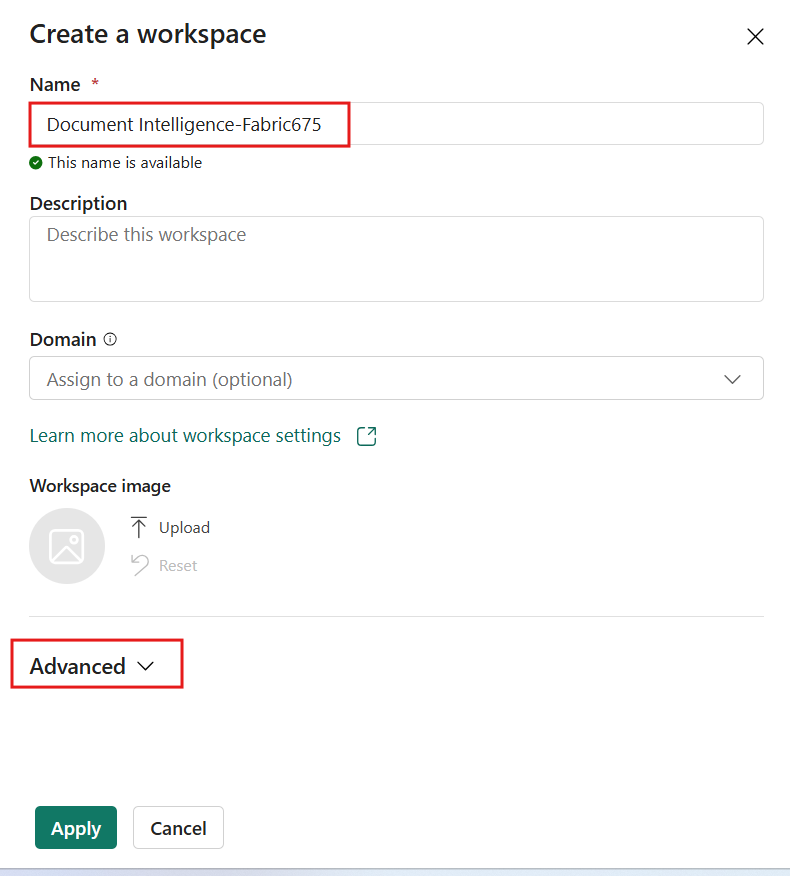 Create a workspace
Name *
Document Intelligence-Fabric675
This name is available
Description
Describe this workspace
Domain
Assign to a domain (optional)
Learn more about workspace settings
Workspace image
Upload
Reset
Advanced
Apply
Cancel